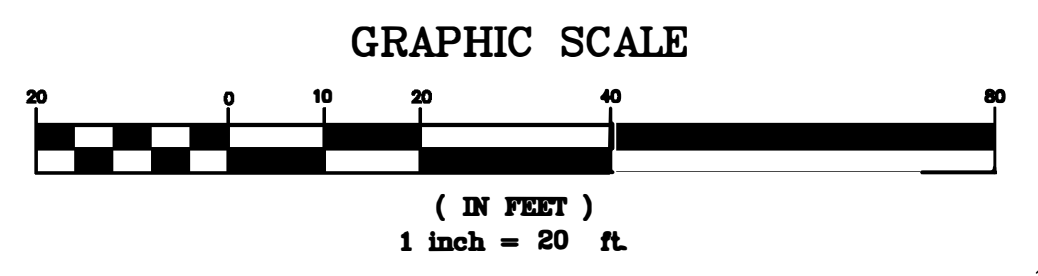 GRAPHIC SCALE
20 0 10 20 40 80
( IN FEET )
1 inch = 20 ft.